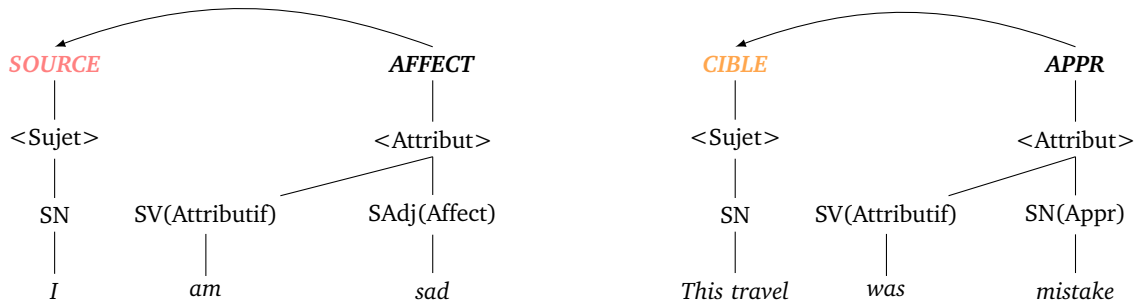 SOURCE AFFECT CIBLE APPR
<Sujet> <Attribut> <Sujet> <Attribut>
SN SV(Attributif) SAdj(Affect) SN SV(Attributif) SN(Appr)
I am sad This travel was mistake